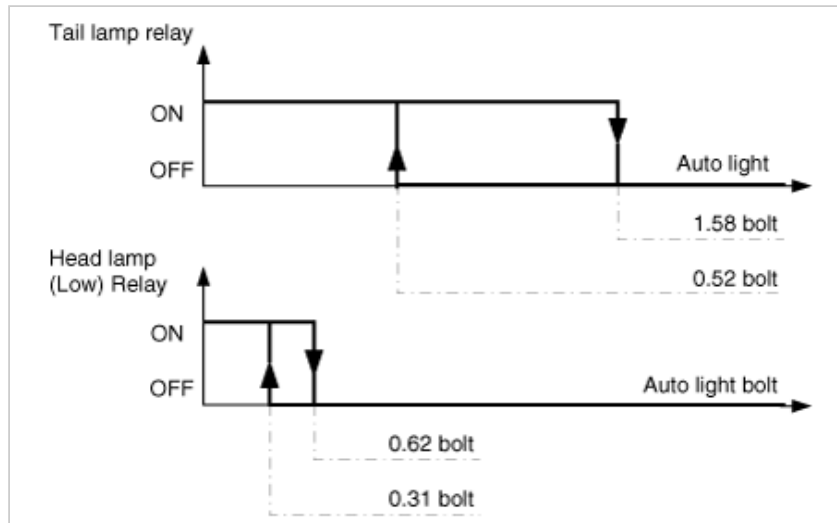 Tail lamp relay
ON
OFF
Auto light
1.58 bolt
0.52 bolt
Head lamp
(Low) Relay
ON
OFF
Auto light bolt
0.62 bolt
0.31 bolt